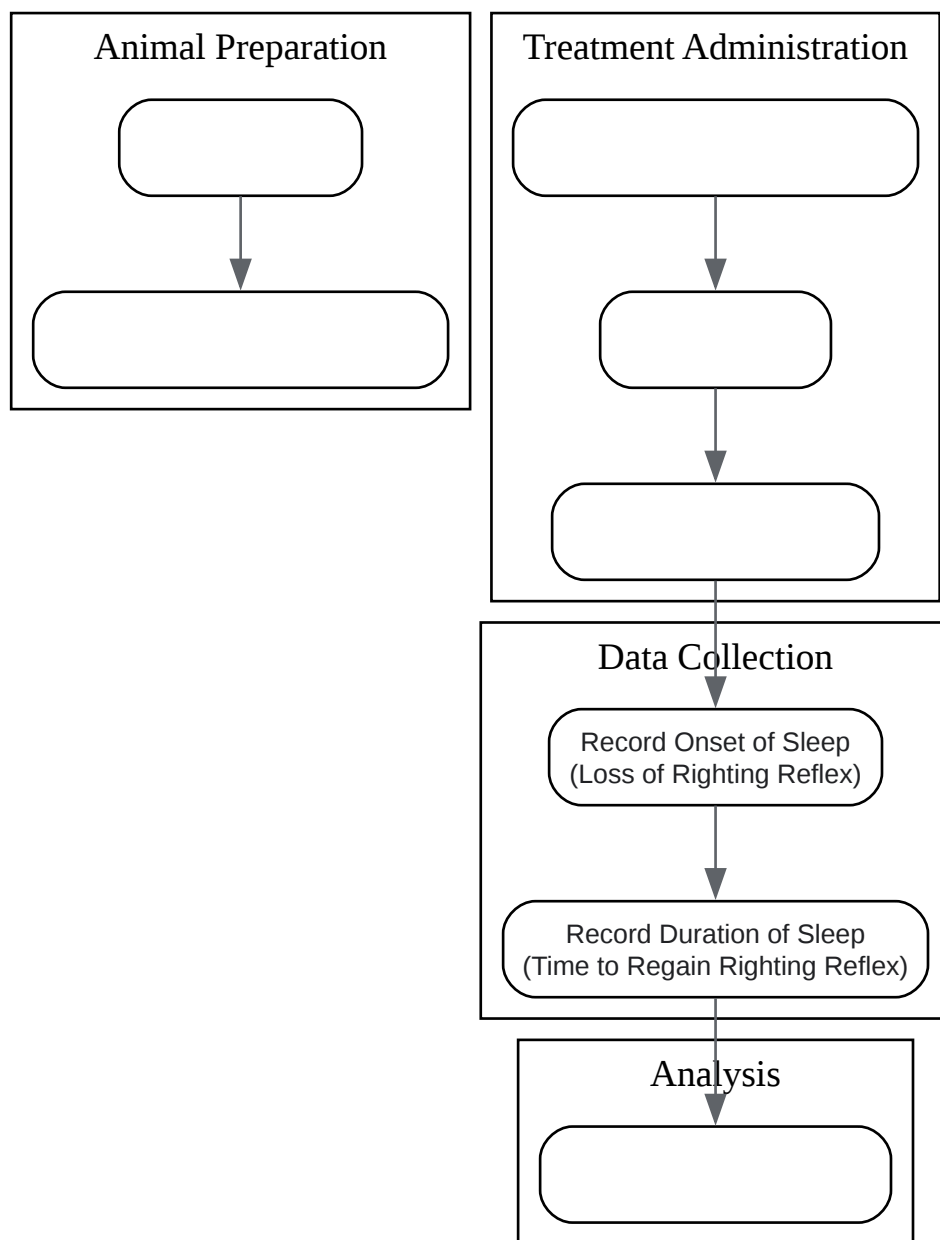 Animal Preparation
Treatment Administration
Data Collection
Record Onset of Sleep
(Loss of Righting Reflex)
Record Duration of Sleep
(Time to Regain Righting Reflex)
Analysis